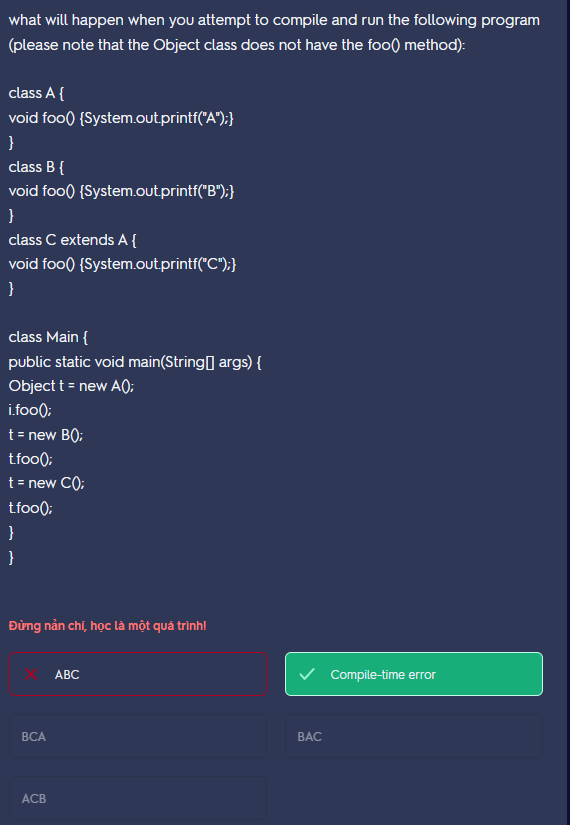 what will happen when you attempt to compile and run the following program
(please note that the Object class does not have the foo() method):
class A {
void foo() {System.out.printf("A");}
}
class B {
void foo() {System.out.printf("B");}
}
class C extends A {
void foo() {System.out.printf("C");}
}
class Main {
public static void main(String[] args) {
Object t = new A();
i.foo();
t = new B();
t.foo();
t = new C();
t.foo();
}
}
Đừng nản chí, học là một quá trình!
ABC
Compile-time error
BCA
BAC
ACB